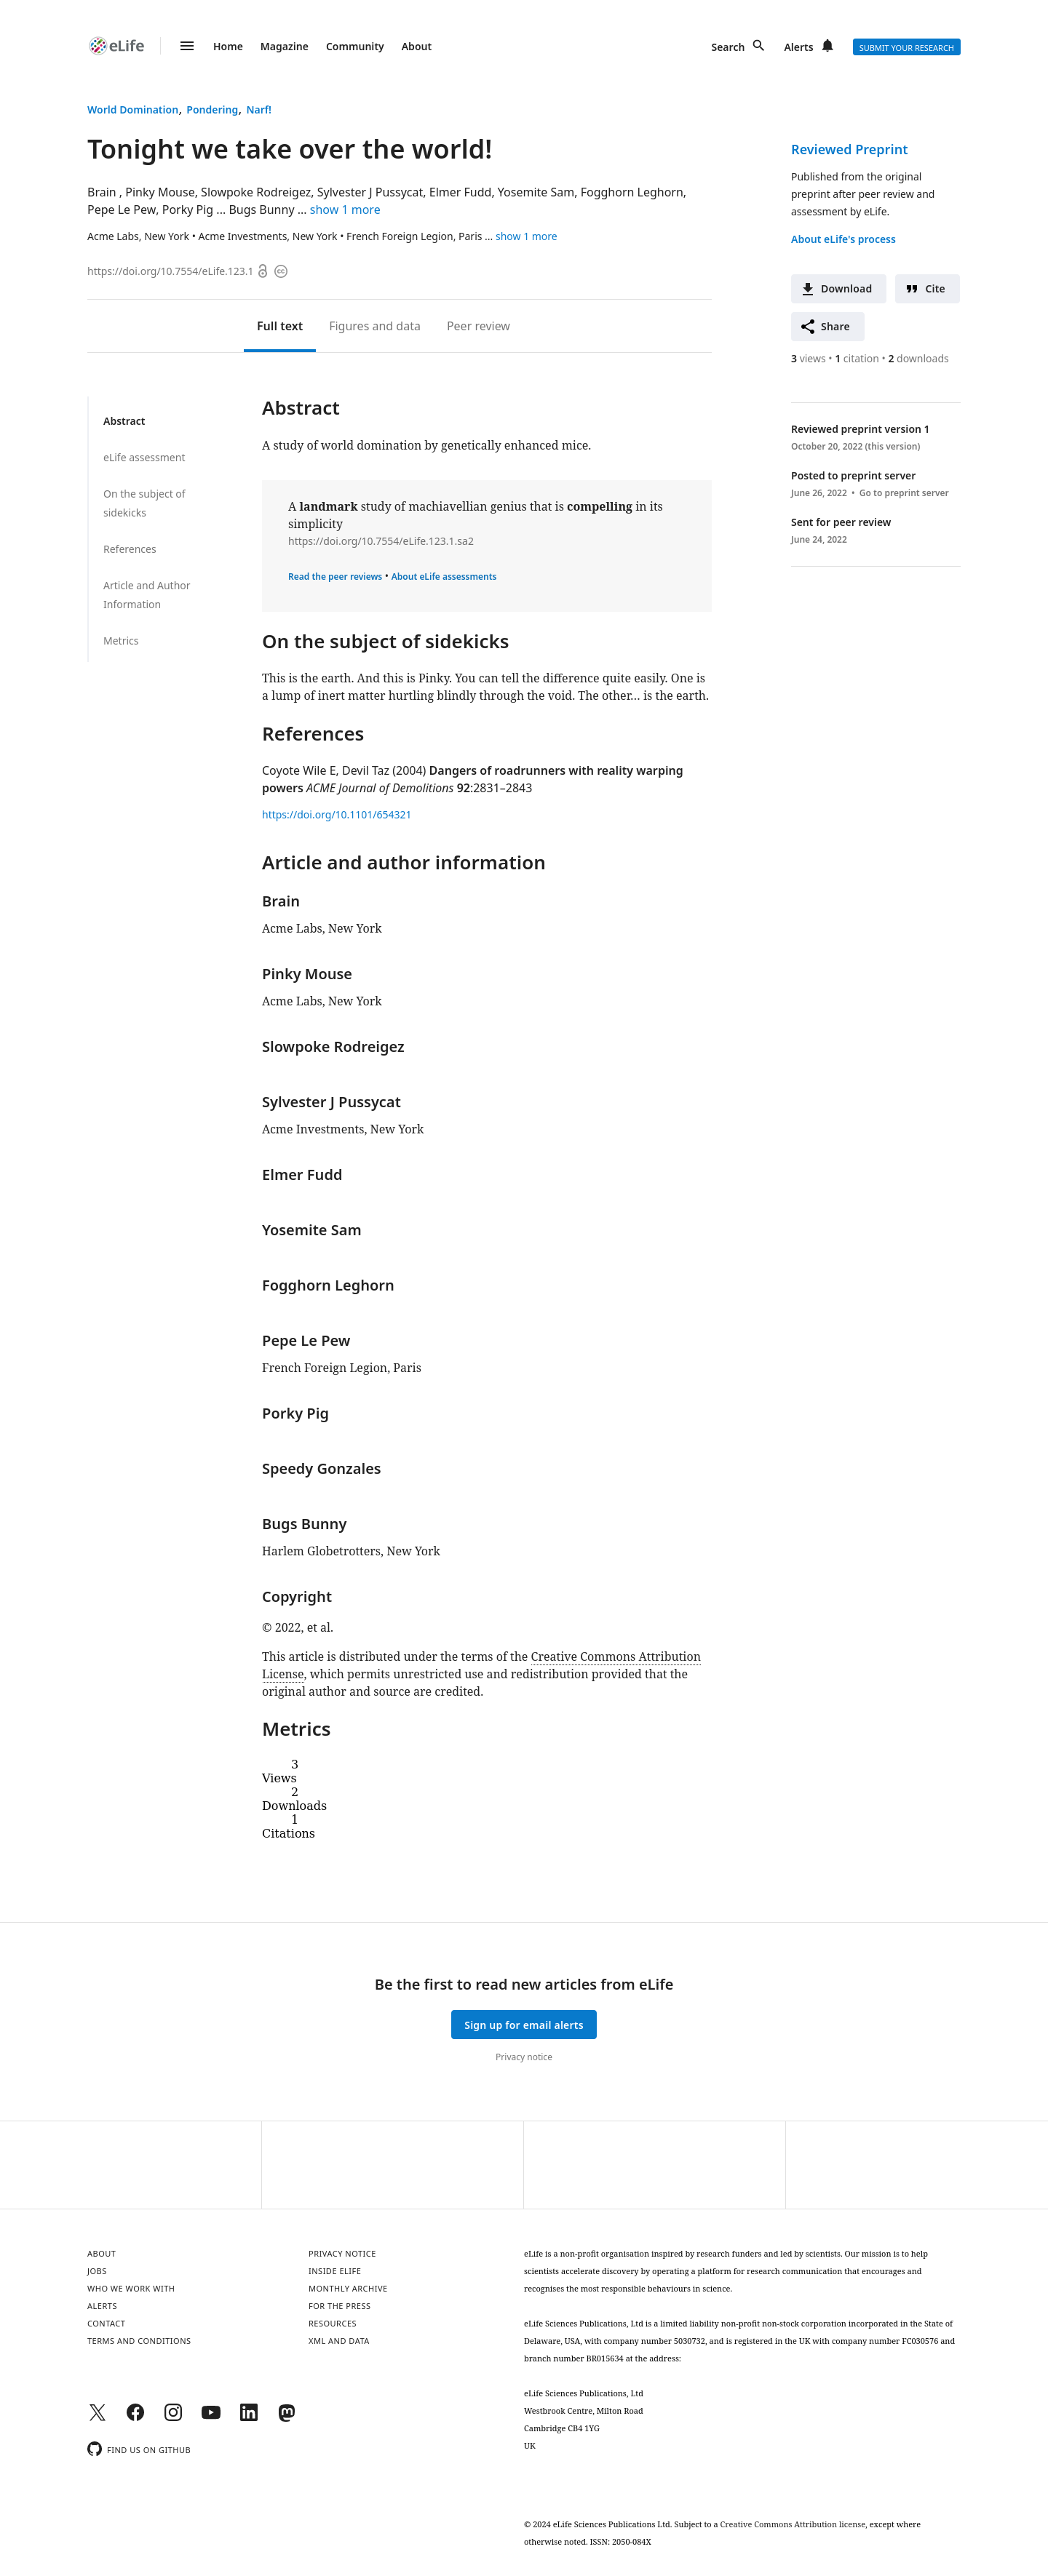 eLife
Home
Magazine
Community
About
Search
Alerts
SUBMIT YOUR RESEARCH
World Domination, Pondering, Narf!
Tonight we take over the world!
Brain , Pinky Mouse, Slowpoke Rodreigez, Sylvester J Pussycat, Elmer Fudd, Yosemite Sam, Fogghorn Leghorn,
Pepe Le Pew, Porky Pig ... Bugs Bunny ... show 1 more
Acme Labs, New York • Acme Investments, New York • French Foreign Legion, Paris ... show 1 more
https://doi.org/10.7554/eLife.123.1
cc
Reviewed Preprint
Published from the original
preprint after peer review and
assessment by eLife.
About eLife's process
Download
Cite
Share
3 views • 1 citation • 2 downloads
Reviewed preprint version 1
October 20, 2022 (this version)
Posted to preprint server
June 26, 2022 • Go to preprint server
Sent for peer review
June 24, 2022
Full text
Figures and data
Peer review
Abstract
eLife assessment
On the subject of
sidekicks
References
Article and Author
Information
Metrics
Abstract
A study of world domination by genetically enhanced mice.
A landmark study of machiavellian genius that is compelling in its
simplicity
https://doi.org/10.7554/eLife.123.1.sa2
Read the peer reviews • About eLife assessments
On the subject of sidekicks
This is the earth. And this is Pinky. You can tell the difference quite easily. One is
a lump of inert matter hurtling blindly through the void. The other… is the earth.
References
Coyote Wile E, Devil Taz (2004) Dangers of roadrunners with reality warping
powers ACME Journal of Demolitions 92:2831–2843
https://doi.org/10.1101/654321
Article and author information
Brain
Acme Labs, New York
Pinky Mouse
Acme Labs, New York
Slowpoke Rodreigez
Sylvester J Pussycat
Acme Investments, New York
Elmer Fudd
Yosemite Sam
Fogghorn Leghorn
Pepe Le Pew
French Foreign Legion, Paris
Porky Pig
Speedy Gonzales
Bugs Bunny
Harlem Globetrotters, New York
Copyright
© 2022, et al.
This article is distributed under the terms of the Creative Commons Attribution
License, which permits unrestricted use and redistribution provided that the
original author and source are credited.
Metrics
3
Views
2
Downloads
1
Citations
Be the first to read new articles from eLife
Sign up for email alerts
Privacy notice
ABOUT
JOBS
WHO WE WORK WITH
ALERTS
CONTACT
TERMS AND CONDITIONS
PRIVACY NOTICE
INSIDE ELIFE
MONTHLY ARCHIVE
FOR THE PRESS
RESOURCES
XML AND DATA
FIND US ON GITHUB
eLife is a non-profit organisation inspired by research funders and led by scientists. Our mission is to help
scientists accelerate discovery by operating a platform for research communication that encourages and
recognises the most responsible behaviours in science.
eLife Sciences Publications, Ltd is a limited liability non-profit non-stock corporation incorporated in the State of
Delaware, USA, with company number 5030732, and is registered in the UK with company number FC030576 and
branch number BR015634 at the address:
eLife Sciences Publications, Ltd
Westbrook Centre, Milton Road
Cambridge CB4 1YG
UK
© 2024 eLife Sciences Publications Ltd. Subject to a Creative Commons Attribution license, except where
otherwise noted. ISSN: 2050-084X